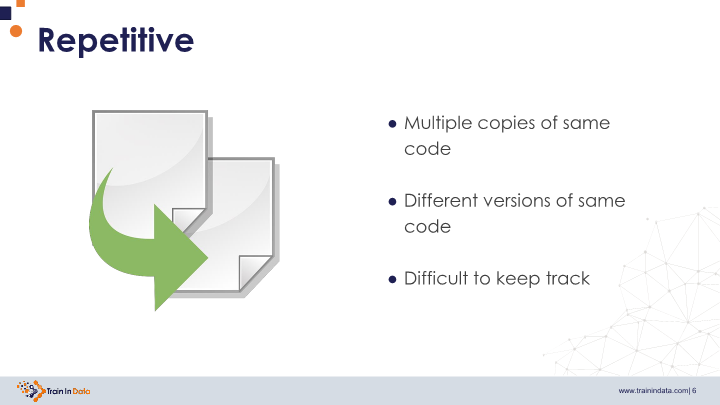 Repetitive
● Multiple copies of same
code
● Different versions of same
code
● Difficult to keep track
Train In Data
www.trainindata.com| 6